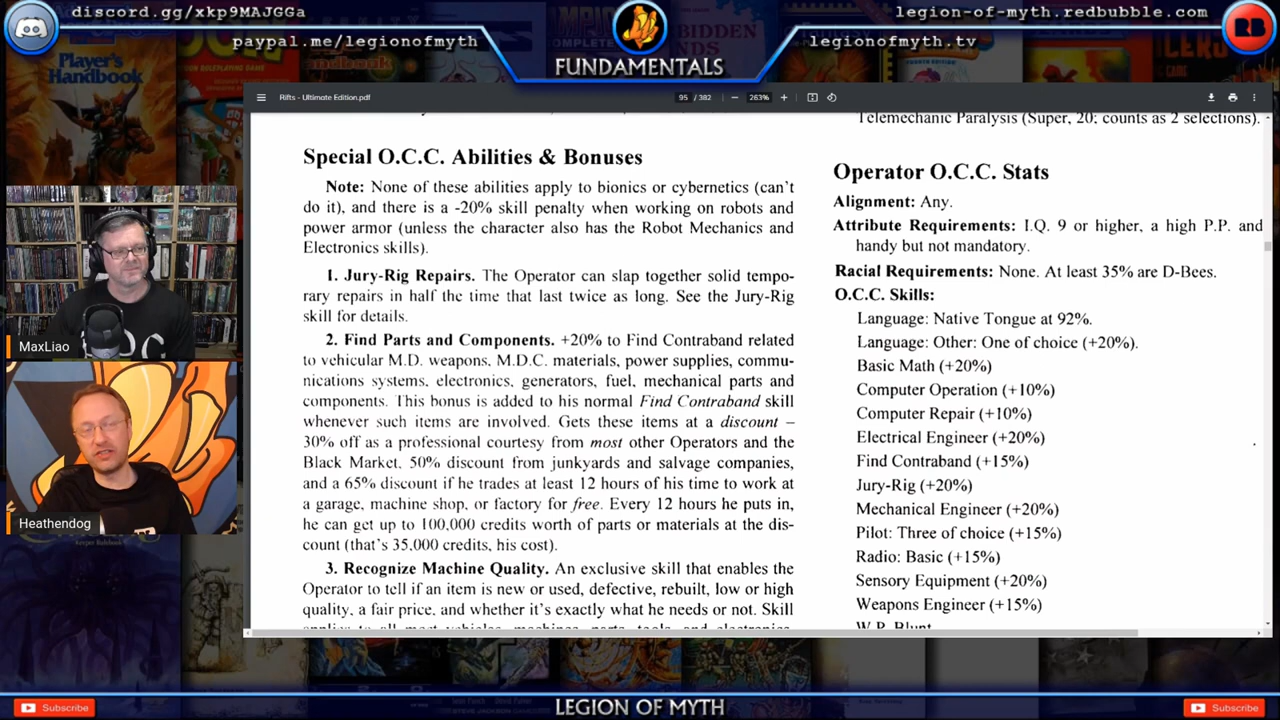 discord.gg/xkp9MAJGGa
paypal.me/legionofmyth
FUNDAMENTALS
legion-of-myth.redbubble.com
legionofmyth.tv
RB
Player's
Handbook
Rifts - Ultimate Edition.pdf
95 / 382
263%
Special O.C.C. Abilities & Bonuses
Note: None of these abilities apply to bionics or cybernetics (can't
do it), and there is a -20% skill penalty when working on robots and
power armor (unless the character also has the Robot Mechanics and
Electronics skills).
1. Jury-Rig Repairs. The Operator can slap together solid tempo-
rary repairs in half the time that last twice as long. See the Jury-Rig
skill for details.
2. Find Parts and Components. +20% to Find Contraband related
to vehicular M.D. weapons, M.D.C. materials, power supplies, commu-
nications systems, electronics, generators, fuel, mechanical parts and
components. This bonus is added to his normal Find Contraband skill
whenever such items are involved. Gets these items at a discount –
30% off as a professional courtesy from most other Operators and the
Black Market, 50% discount from junkyards and salvage companies,
and a 65% discount if he trades at least 12 hours of his time to work at
a garage, machine shop, or factory for free. Every 12 hours he puts in,
he can get up to 100,000 credits worth of parts or materials at the dis-
count (that's 35,000 credits, his cost).
3. Recognize Machine Quality. An exclusive skill that enables the
Operator to tell if an item is new or used, defective, rebuilt, low or high
quality, a fair price, and whether it's exactly what he needs or not. Skill
Telemechanic Paralysis (Super, 20; counts as 2 selections).
Operator O.C.C. Stats
Alignment: Any.
Attribute Requirements: I.Q. 9 or higher, a high P.P. and
handy but not mandatory.
Racial Requirements: None. At least 35% are D-Bees.
O.C.C. Skills:
Language: Native Tongue at 92%.
Language: Other: One of choice (+20%).
Basic Math (+20%)
Computer Operation (+10%)
Computer Repair (+10%)
Electrical Engineer (+20%)
Find Contraband (+15%)
Jury-Rig (+20%)
Mechanical Engineer (+20%)
Pilot: Three of choice (+15%)
Radio: Basic (+15%)
Sensory Equipment (+20%)
Weapons Engineer (+15%)
W.P. Blunt
MaxLiao
Heathendog
Subscribe
LEGION OF MYTH
Subscribe